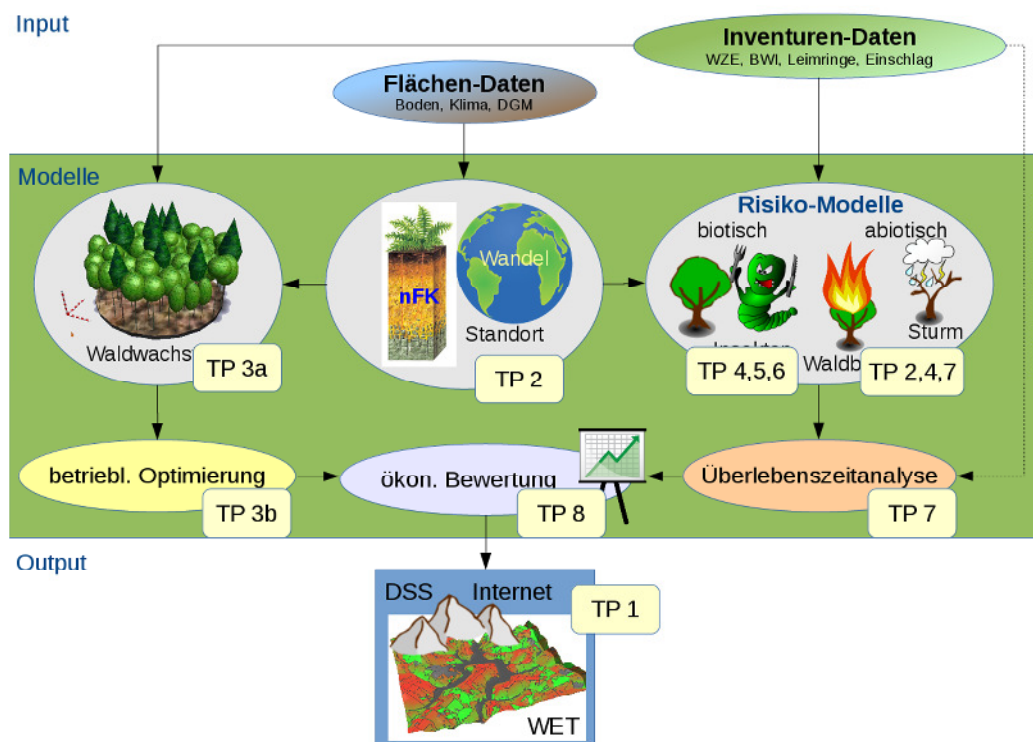 Input
Inventuren-Daten
WZE, BWI, Leimringe, Einschlag
Flächen-Daten
Boden, Klima, DGM
Modelle
Waldwachs
TP 3a
nFK
Wandel
Standort
TP 2
Risiko-Modelle
biotisch
abiotisch
Sturm
TP 4,5,6
Waldb
TP 2,4,7
betriebl. Optimierung
TP 3b
ökon. Bewertung
TP 8
Überlebenszeitanalyse
TP 7
Output
DSS Internet
TP 1
WET